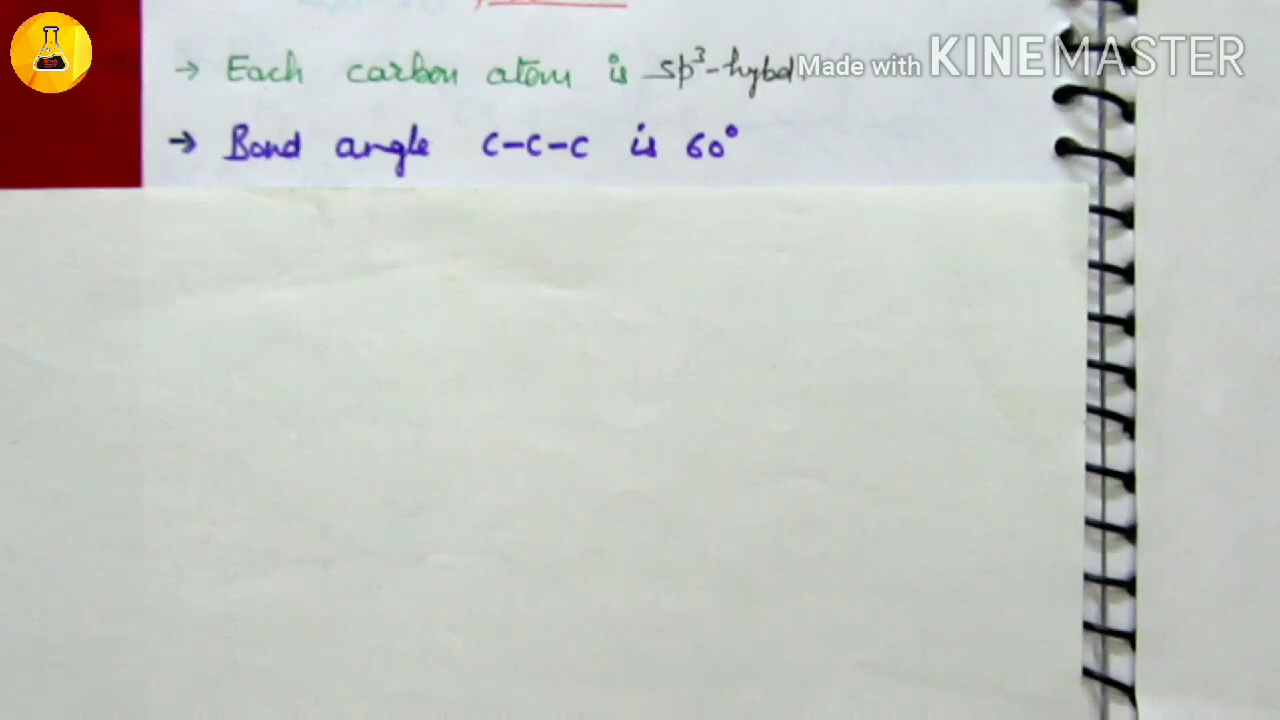 → Each carbon atom is sp³-hybd. Made with KINEMASTER
→ Bond angle C-C-C is 60°